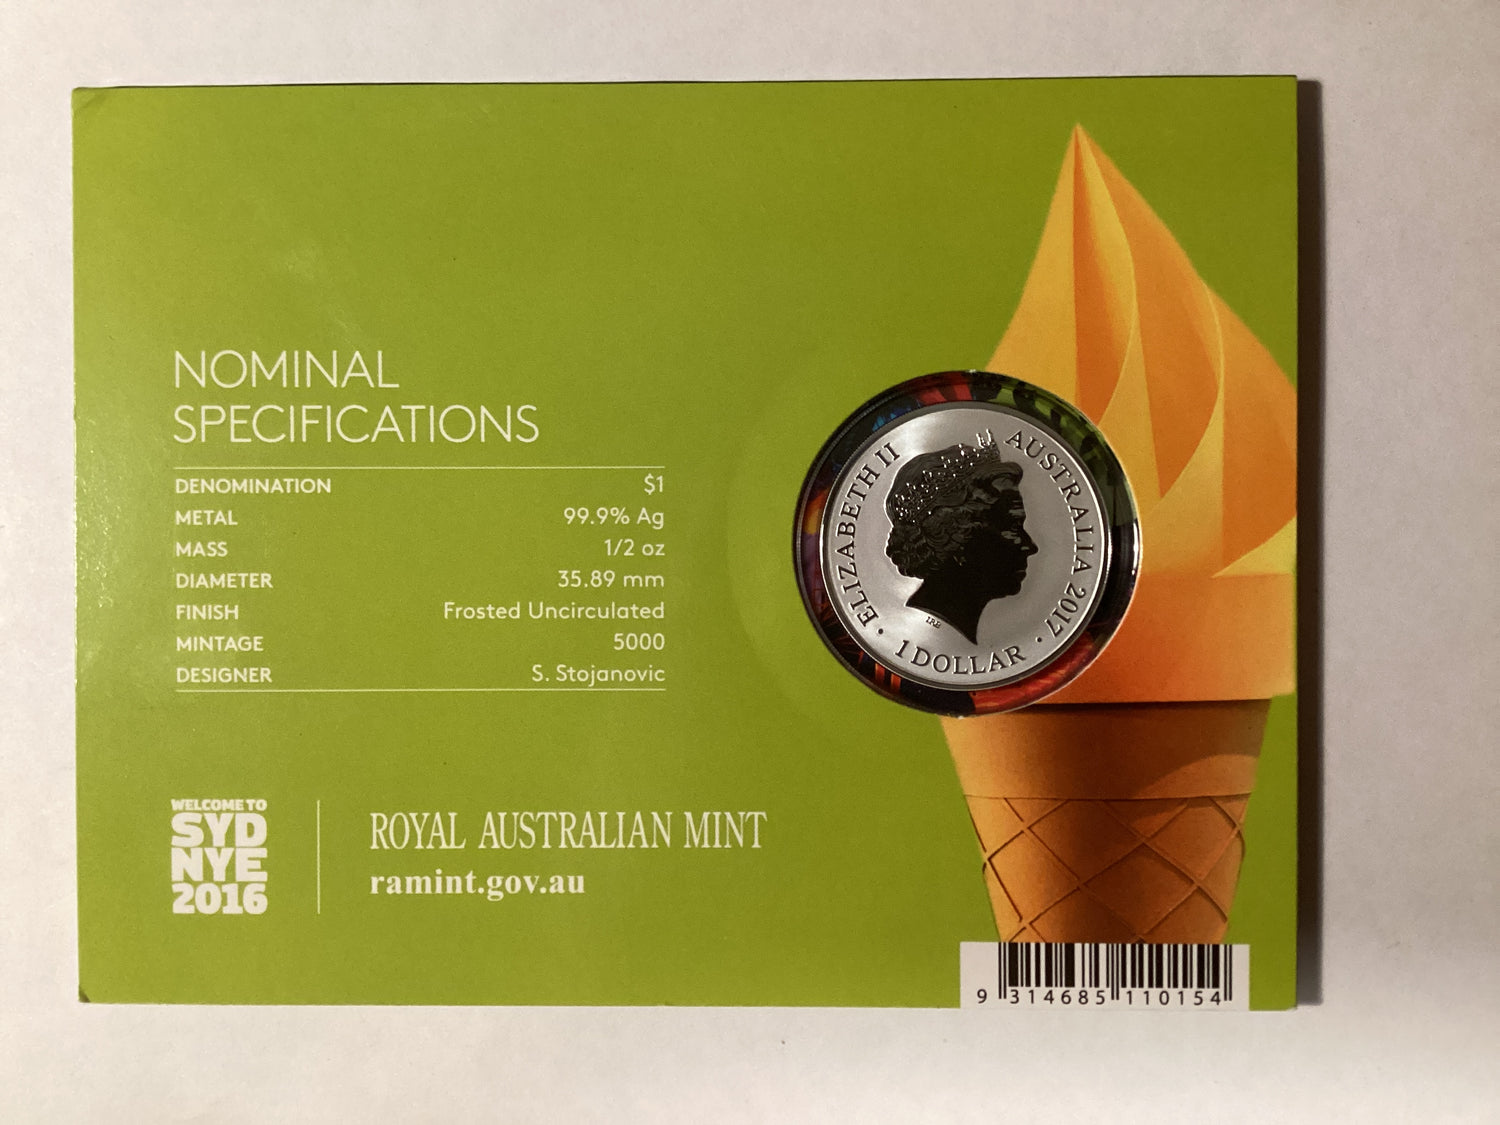 NOMINAL
SPECIFICATIONS
DENOMINATION $1
METAL 99.9% Ag
MASS 1/2 oz
DIAMETER 35.89 mm
FINISH Frosted Uncirculated
MINTAGE 5000
DESIGNER S. Stojanovic
ELIZABETH II AUSTRALIA 2017
· 1 DOLLAR ·
IRB
WELCOME TO
SYD
NYE
2016
ROYAL AUSTRALIAN MINT
ramint.gov.au
9 314685 110154